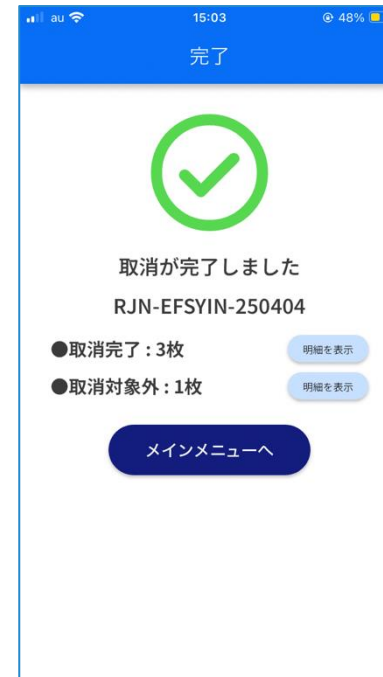 au 15:03 48%
完了
取消が完了しました
RJN-EFSYIN-250404
●取消完了 : 3枚 明細を表示
●取消対象外 : 1枚 明細を表示
メインメニューへ